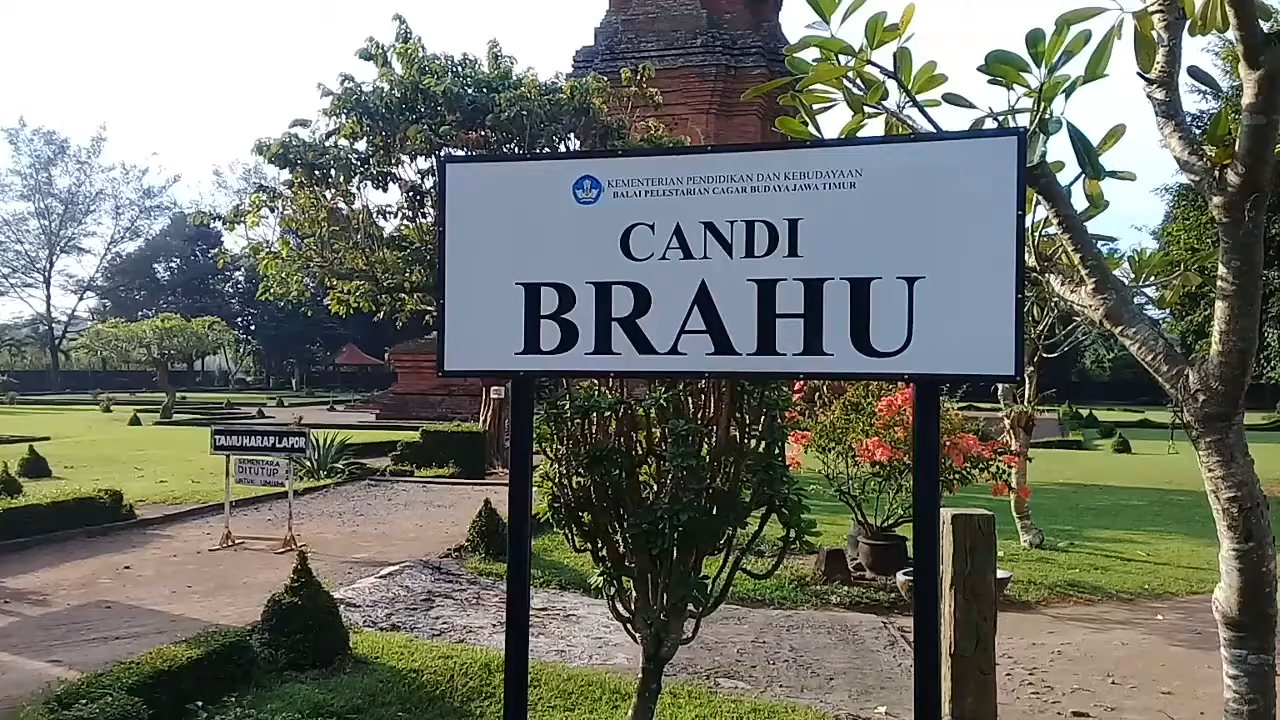 KEMENTERIAN PENDIDIKAN DAN KEBUDAYAAN
BALAI PELESTARIAN CAGAR BUDAYA JAWA TIMUR
CANDI
BRAHU
TAMU HARAP LAPOR
SEMENTARA
DITUTUP
UNTUK UMUM